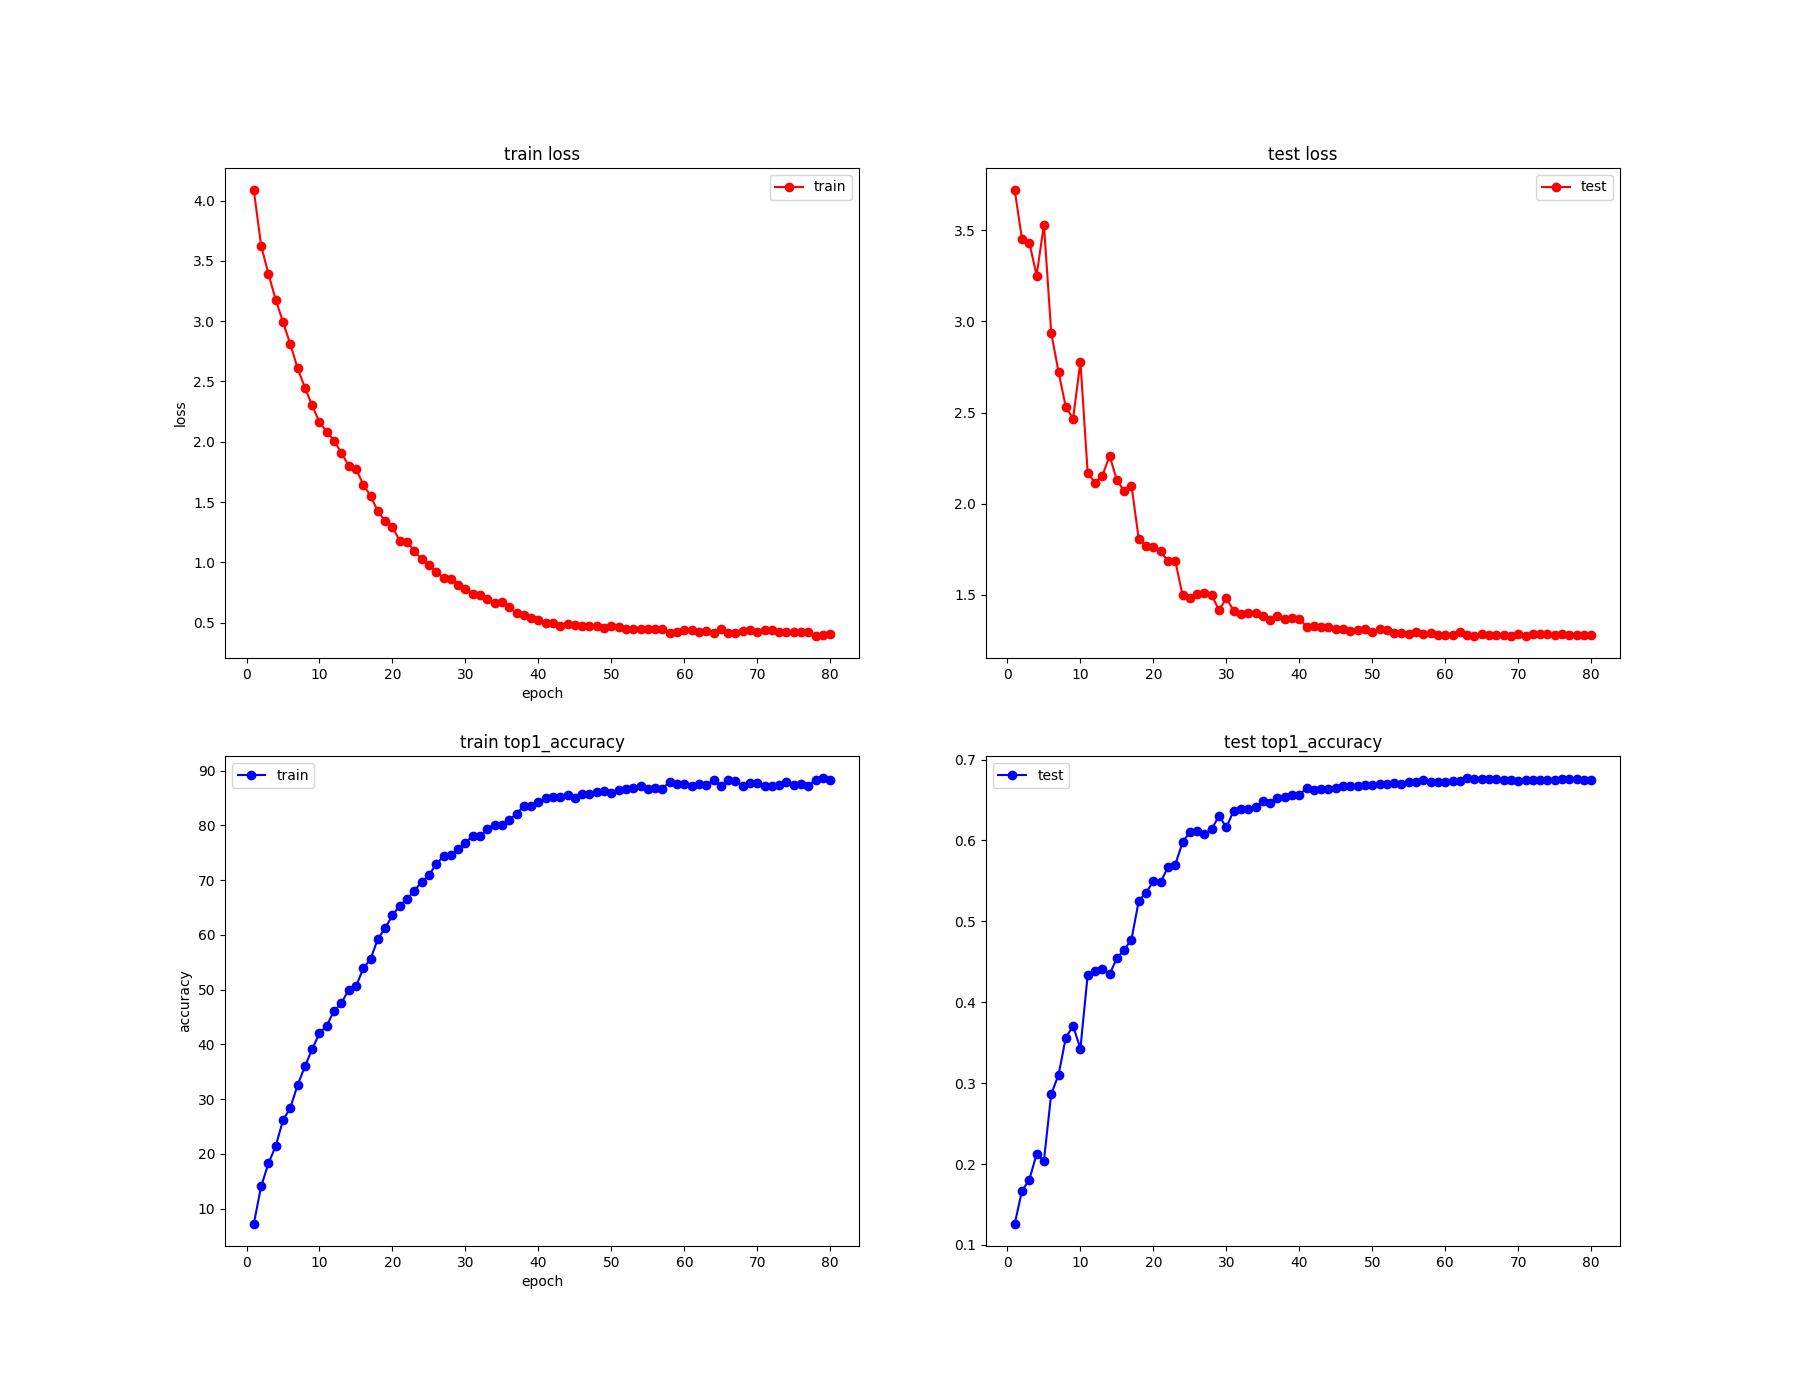 train loss
train
4.0
3.5
3.0
2.5
2.0
1.5
1.0
0.5
loss
0 10 20 30 40 50 60 70 80
epoch
test loss
test
3.5
3.0
2.5
2.0
1.5
0 10 20 30 40 50 60 70 80
train top1_accuracy
train
90
80
70
60
50
40
30
20
10
accuracy
0 10 20 30 40 50 60 70 80
epoch
test top1_accuracy
test
0.7
0.6
0.5
0.4
0.3
0.2
0.1
0 10 20 30 40 50 60 70 80